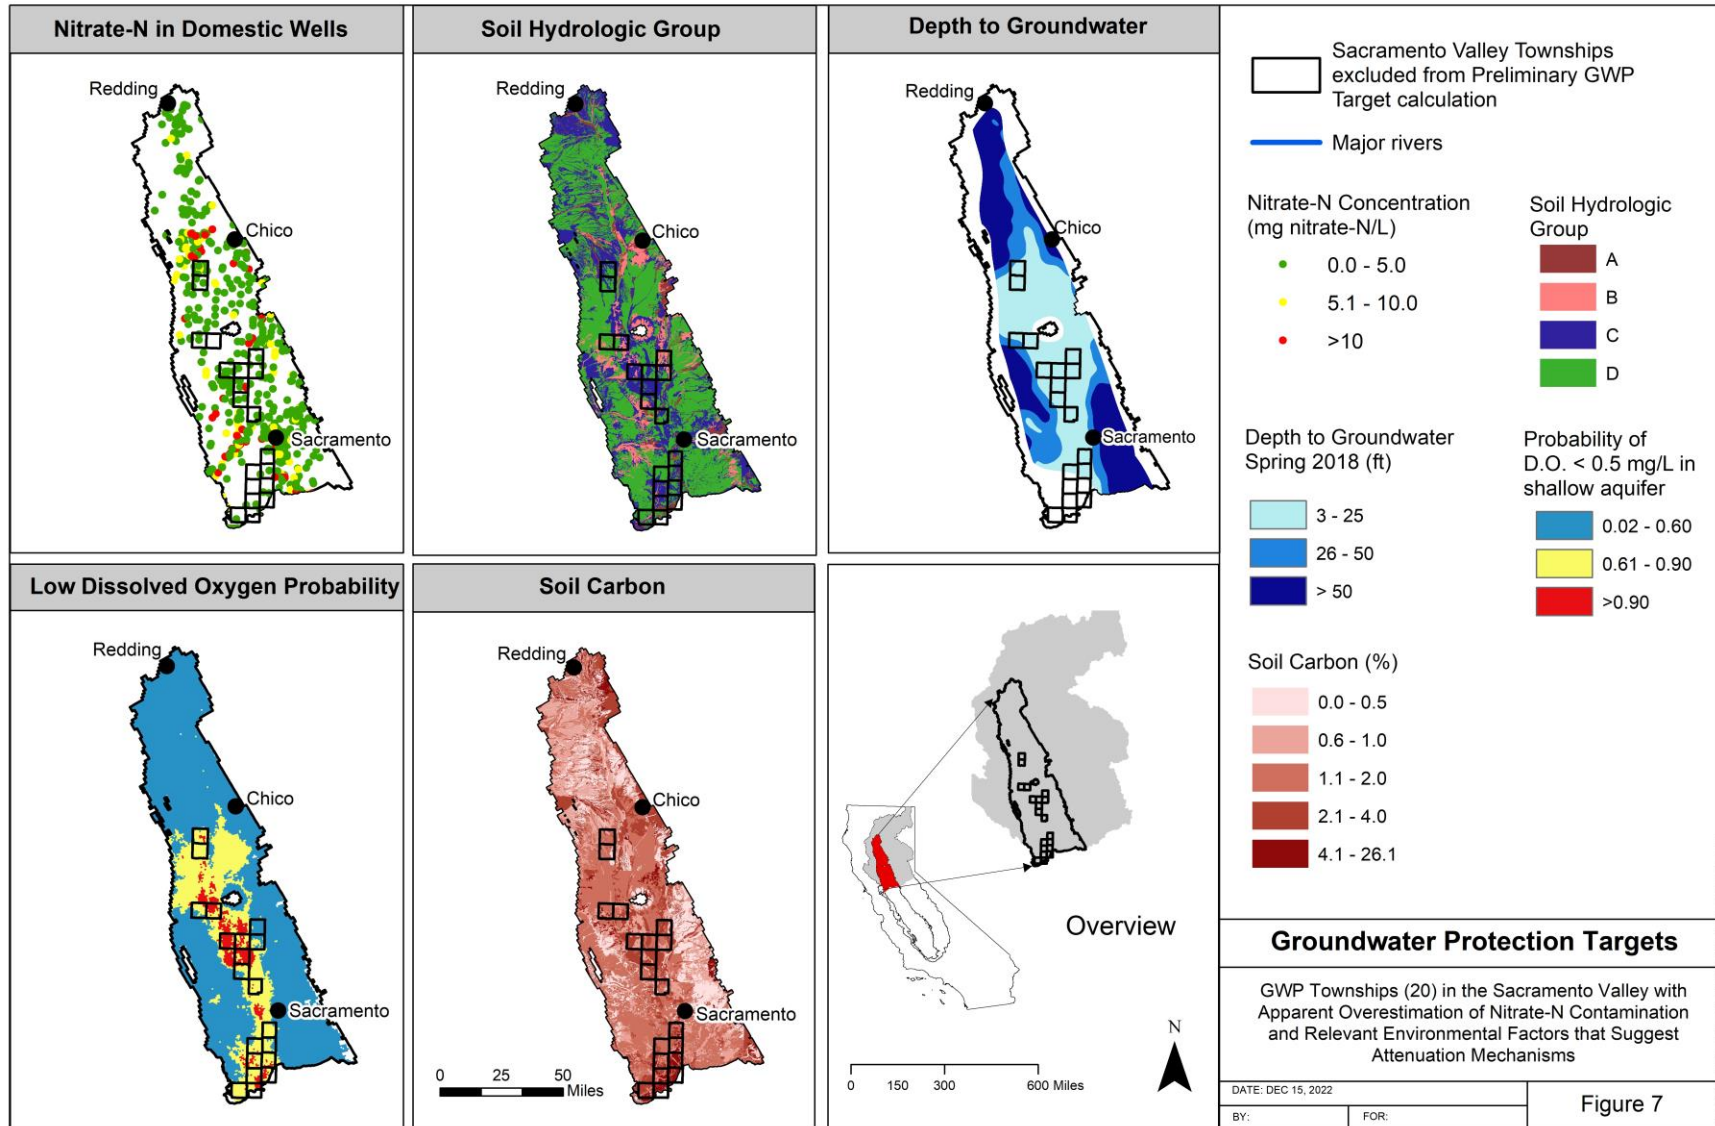 Nitrate-N in Domestic Wells
Redding
Chico
Sacramento
Soil Hydrologic Group
Redding
Chico
Sacramento
Depth to Groundwater
Redding
Chico
Sacramento
Low Dissolved Oxygen Probability
Redding
Chico
Sacramento
Soil Carbon
Redding
Chico
Sacramento
0 25 50
Miles
Overview
0 150 300 600 Miles
N
Sacramento Valley Townships
excluded from Preliminary GWP
Target calculation
Major rivers
Nitrate-N Concentration
(mg nitrate-N/L)
0.0 - 5.0
5.1 - 10.0
>10
Soil Hydrologic
Group
A
B
C
D
Depth to Groundwater
Spring 2018 (ft)
3 - 25
26 - 50
> 50
Probability of
D.O. < 0.5 mg/L in
shallow aquifer
0.02 - 0.60
0.61 - 0.90
>0.90
Soil Carbon (%)
0.0 - 0.5
0.6 - 1.0
1.1 - 2.0
2.1 - 4.0
4.1 - 26.1
Groundwater Protection Targets
GWP Townships (20) in the Sacramento Valley with
Apparent Overestimation of Nitrate-N Contamination
and Relevant Environmental Factors that Suggest
Attenuation Mechanisms
DATE: DEC 15, 2022
BY:
FOR:
Figure 7